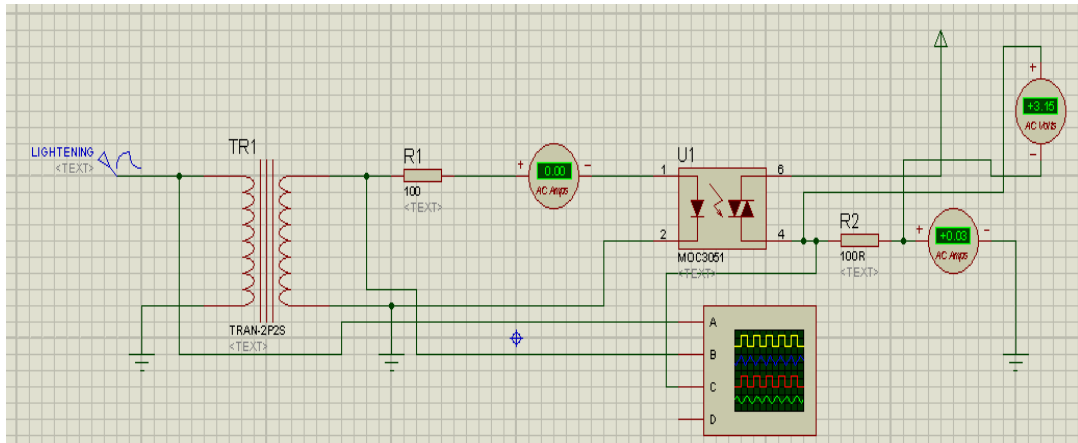 LIGHTENING
<TEXT>
TR1
TRAN-2P2S
<TEXT>
R1
100
<TEXT>
+ 0.00 -
AC Amps
U1
1
2
6
4
MOC3051
<TEXT>
R2
100R
<TEXT>
+
+3.15
AC Volts
-
+ +0.03 -
AC Amps
A
B
C
D